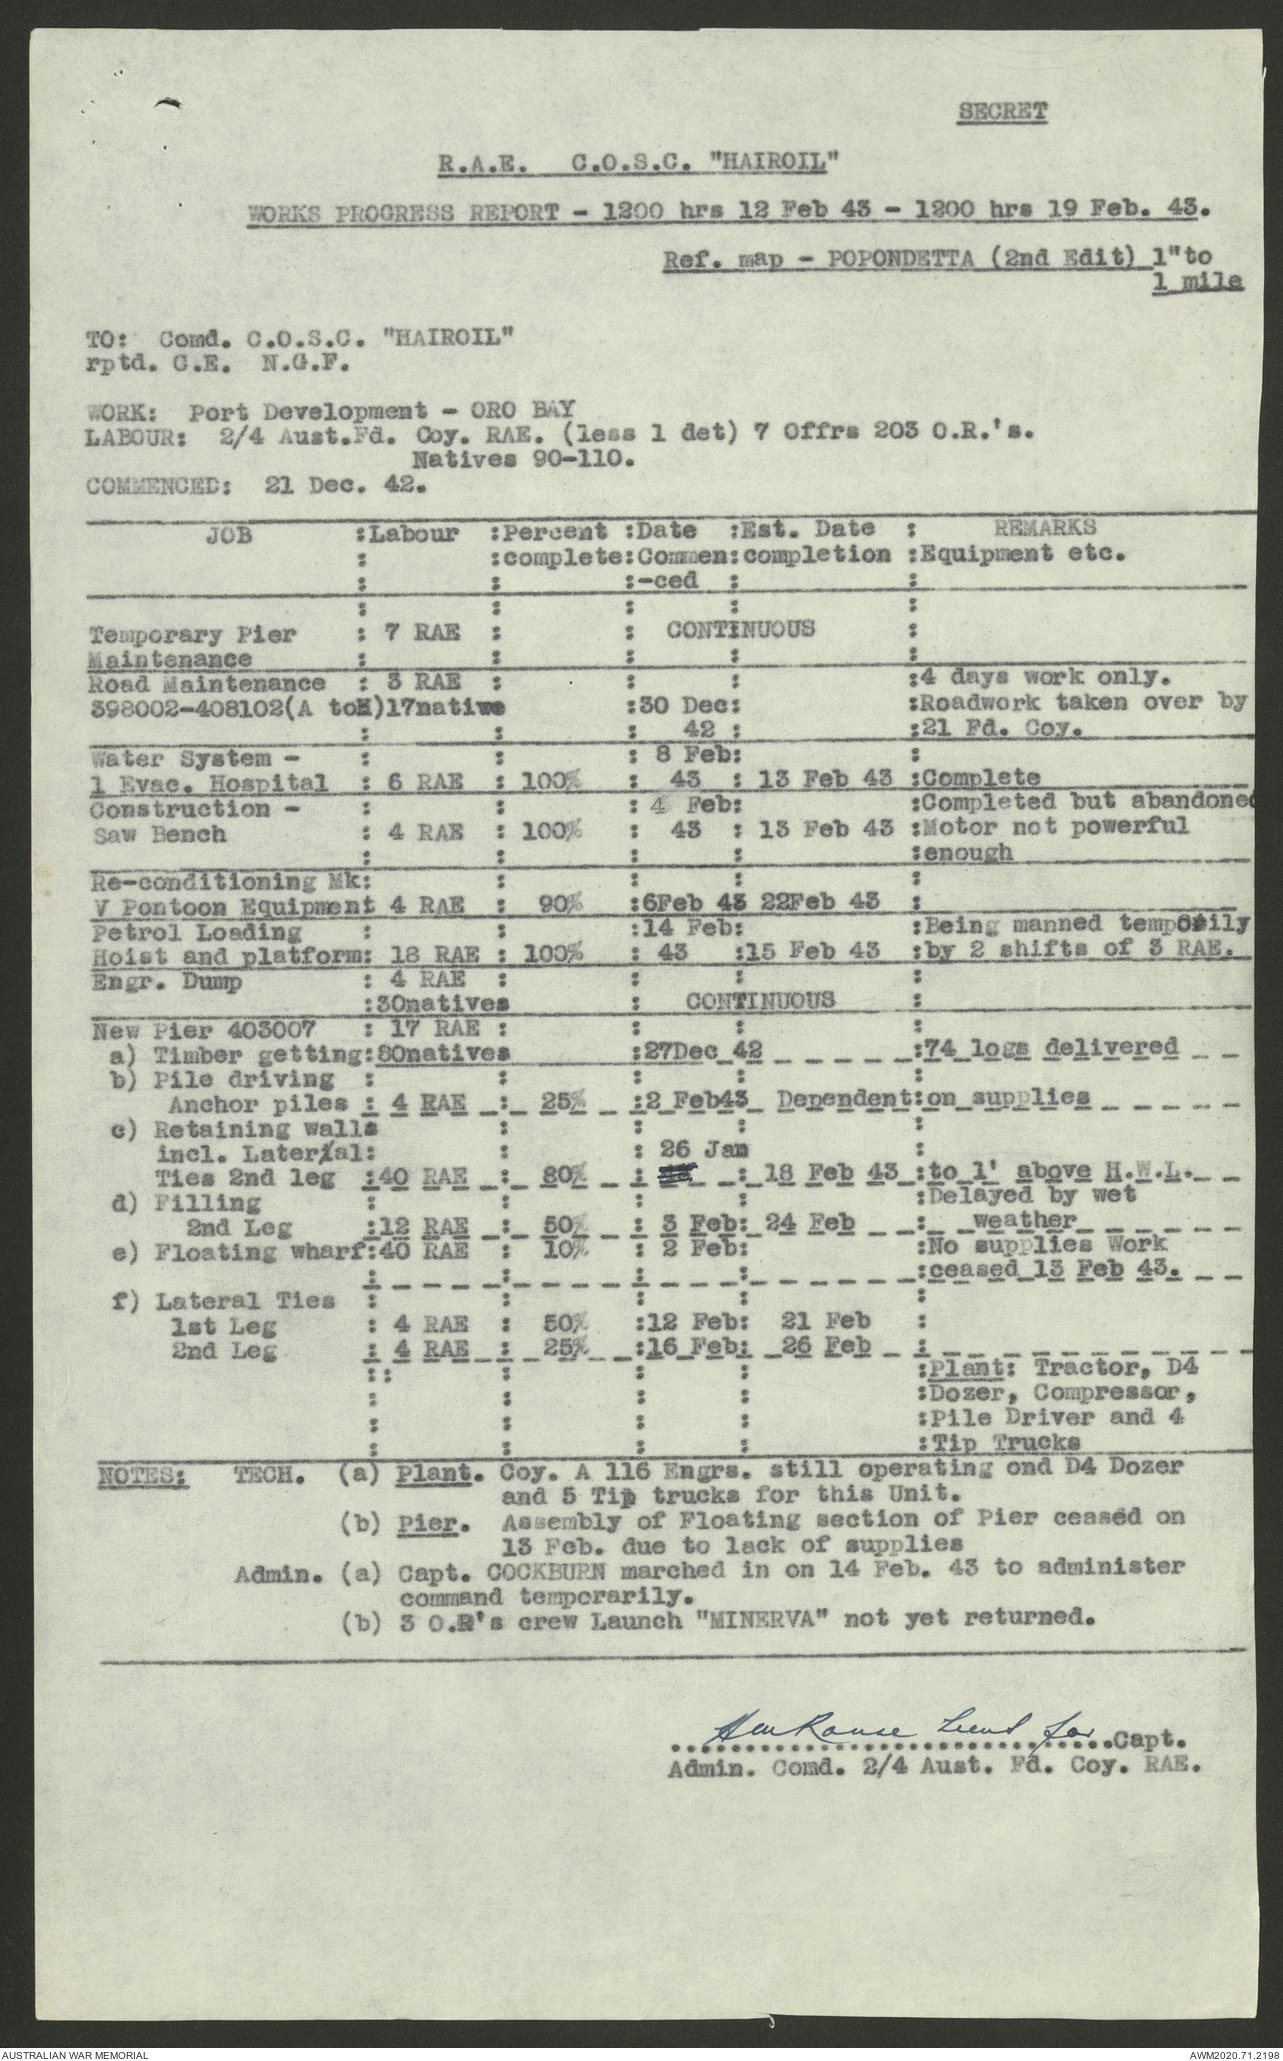 SECRET
R.A.E. C.O.S.C. "HAIROIL"
WORKS PROGRESS REPORT - 1200 hrs 12 Feb 43 - 1200 hrs 19 Feb. 43.
Ref. map - POPONDETTA (2nd Edit) 1" to
1 mile
TO: Comd. C.O.S.C. "HAIROIL"
rptd. C.E. N.G.F.
WORK: Port Development - ORO BAY
LABOUR: 2/4 Aust.Fd. Coy. RAE. (less 1 det) 7 Offrs 203 O.R.'s.
Natives 90-110.
COMMENCED: 21 Dec. 42.
JOB :Labour :Percent :Date :Est. Date : REMARKS
: :complete:Commen:completion :Equipment etc.
: : :-ced : :
: : : : :
Temporary Pier : 7 RAE : : CONTINUOUS :
Maintenance : : : : :
Road Maintenance : 3 RAE : : : :4 days work only.
398002-408102(A toH)17native :30 Dec: :Roadwork taken over by
: : : 42 : :21 Fd. Coy.
Water System - : : : 8 Feb: :
1 Evac. Hospital : 6 RAE : 100% : 43 : 13 Feb 43 :Complete
Construction - : : : 4 Feb: :Completed but abandoned
Saw Bench : 4 RAE : 100% : 43 : 13 Feb 43 :Motor not powerful
: : : : :enough
Re-conditioning Mk: : : : :
V Pontoon Equipment 4 RAE : 90% :6Feb 43 22Feb 43 :
Petrol Loading : : :14 Feb: :Being manned temporily
Hoist and platform: 18 RAE : 100% : 43 :15 Feb 43 :by 2 shifts of 3 RAE.
Engr. Dump : 4 RAE : : : :
:30natives : CONTINUOUS :
New Pier 403007 : 17 RAE : : : :
a) Timber getting:80natives :27Dec 42 :74 logs delivered
b) Pile driving : : : : :
Anchor piles : 4 RAE : 25% :2 Feb43 Dependent:on supplies
c) Retaining walls : : : :
incl. Laterial: : : 26 Jan :
Ties 2nd leg :40 RAE : 80% : : 18 Feb 43 :to 1' above H.W.L.
d) Filling :Delayed by wet
2nd Leg :12 RAE : 50% : 3 Feb: 24 Feb : weather
e) Floating wharf:40 RAE : 10% : 2 Feb: :No supplies Work
: : : : :ceased 13 Feb 43.
f) Lateral Ties : : : : :
1st Leg : 4 RAE : 50% :12 Feb: 21 Feb :
2nd Leg : 4 RAE : 25% :16 Feb: 26 Feb :
:: : : : :Plant: Tractor, D4
: : : : :Dozer, Compressor,
: : : : :Pile Driver and 4
: : : : :Tip Trucks
NOTES: TECH. (a) Plant. Coy. A 116 Engrs. still operating ond D4 Dozer
and 5 Tip trucks for this Unit.
(b) Pier. Assembly of Floating section of Pier ceased on
13 Feb. due to lack of supplies
Admin. (a) Capt. COCKBURN marched in on 14 Feb. 43 to administer
command temporarily.
(b) 3 O.R's crew Launch "MINERVA" not yet returned.
Lieut for Capt.
Admin. Comd. 2/4 Aust. Fd. Coy. RAE.
AUSTRALIAN WAR MEMORIAL
AWM2020.71.2198